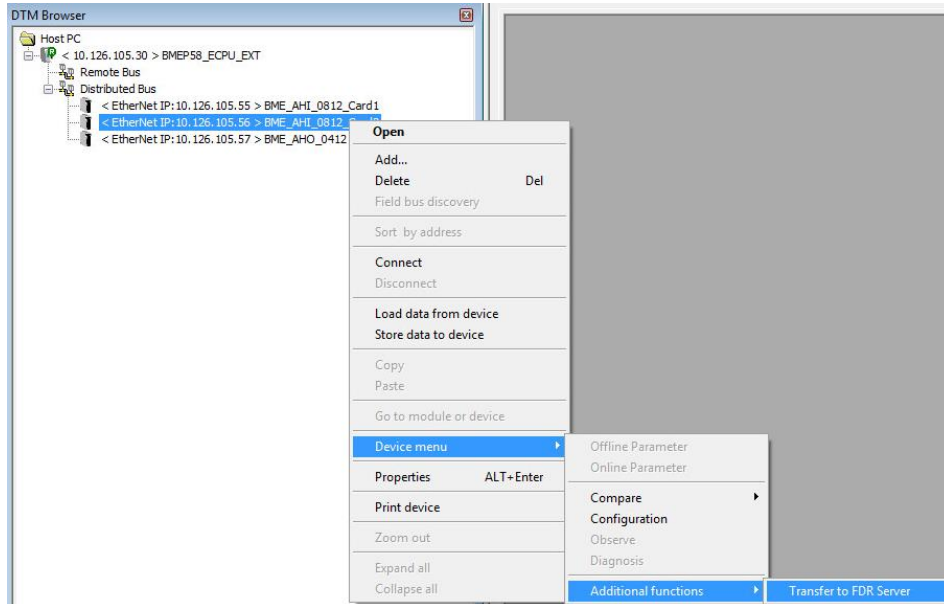 DTM Browser
Host PC
< 10.126.105.30 > BMEP58_ECPU_EXT
Remote Bus
Distributed Bus
< EtherNet IP:10.126.105.55 > BME_AHI_0812_Card1
< EtherNet IP:10.126.105.56 > BME_AHI_0812_
< EtherNet IP:10.126.105.57 > BME_AHO_0412
Open
Add...
Delete Del
Field bus discovery
Sort by address
Connect
Disconnect
Load data from device
Store data to device
Copy
Paste
Go to module or device
Device menu
Properties ALT+Enter
Print device
Zoom out
Expand all
Collapse all
Offline Parameter
Online Parameter
Compare
Configuration
Observe
Diagnosis
Additional functions
Transfer to FDR Server